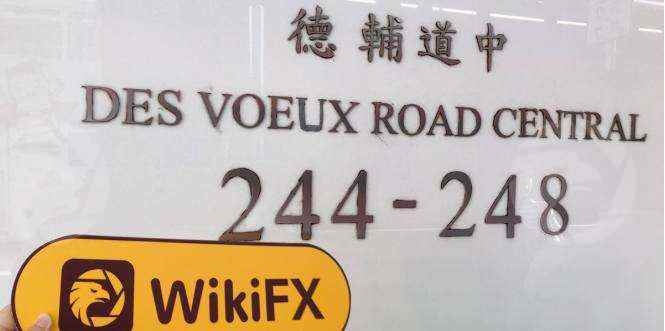 德輔道中
DES VOEUX ROAD CENTRAL
244-248
WikiFX